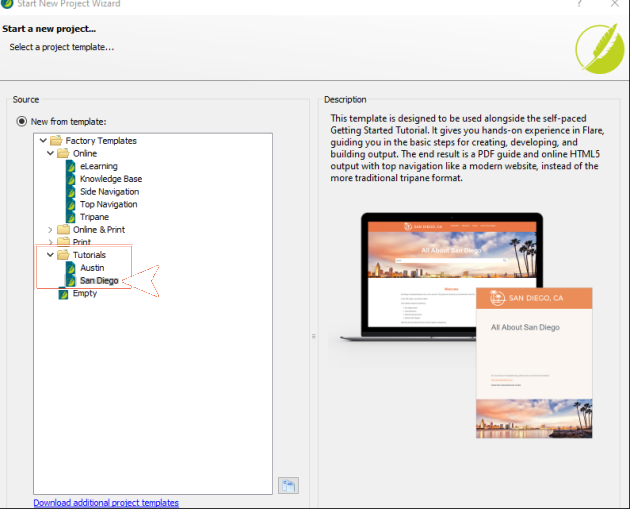 Start New Project Wizard
Start a new project...
Select a project template...
Source
New from template:
Factory Templates
Online
eLearning
Knowledge Base
Side Navigation
Top Navigation
Tripane
Online & Print
Print
Tutorials
Austin
San Diego
Empty
Download additional project templates
Description
This template is designed to be used alongside the self-paced
Getting Started Tutorial. It gives you hands-on experience in Flare,
guiding you in the basic steps for creating, developing, and
building output. The end result is a PDF guide and online HTML5
output with top navigation like a modern website, instead of the
more traditional tripane format.
SAN DIEGO, CA
All About San Diego
SAN DIEGO, CA
All About San Diego